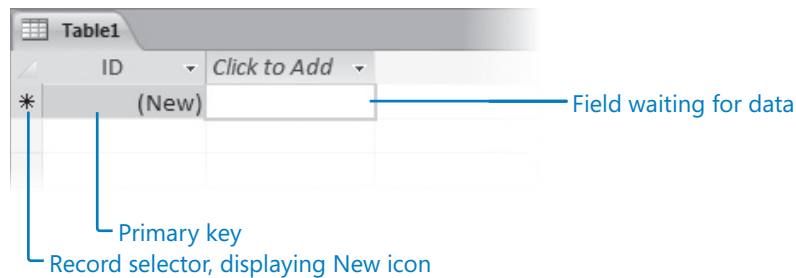 Table1
ID Click to Add
* (New)
Field waiting for data
Primary key
Record selector, displaying New icon